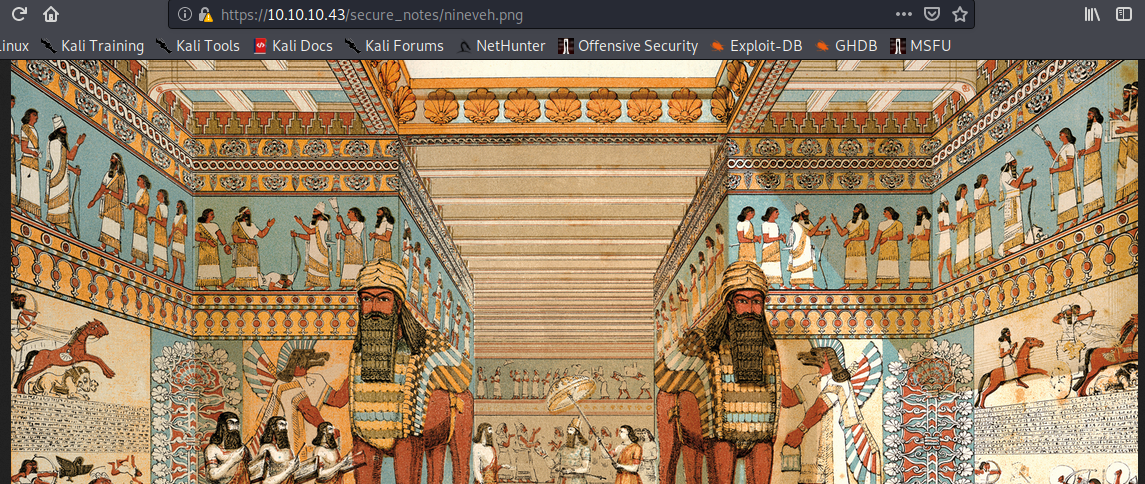 https://10.10.10.43/secure_notes/nineveh.png
inux Kali Training Kali Tools Kali Docs Kali Forums NetHunter Offensive Security Exploit-DB GHDB MSFU